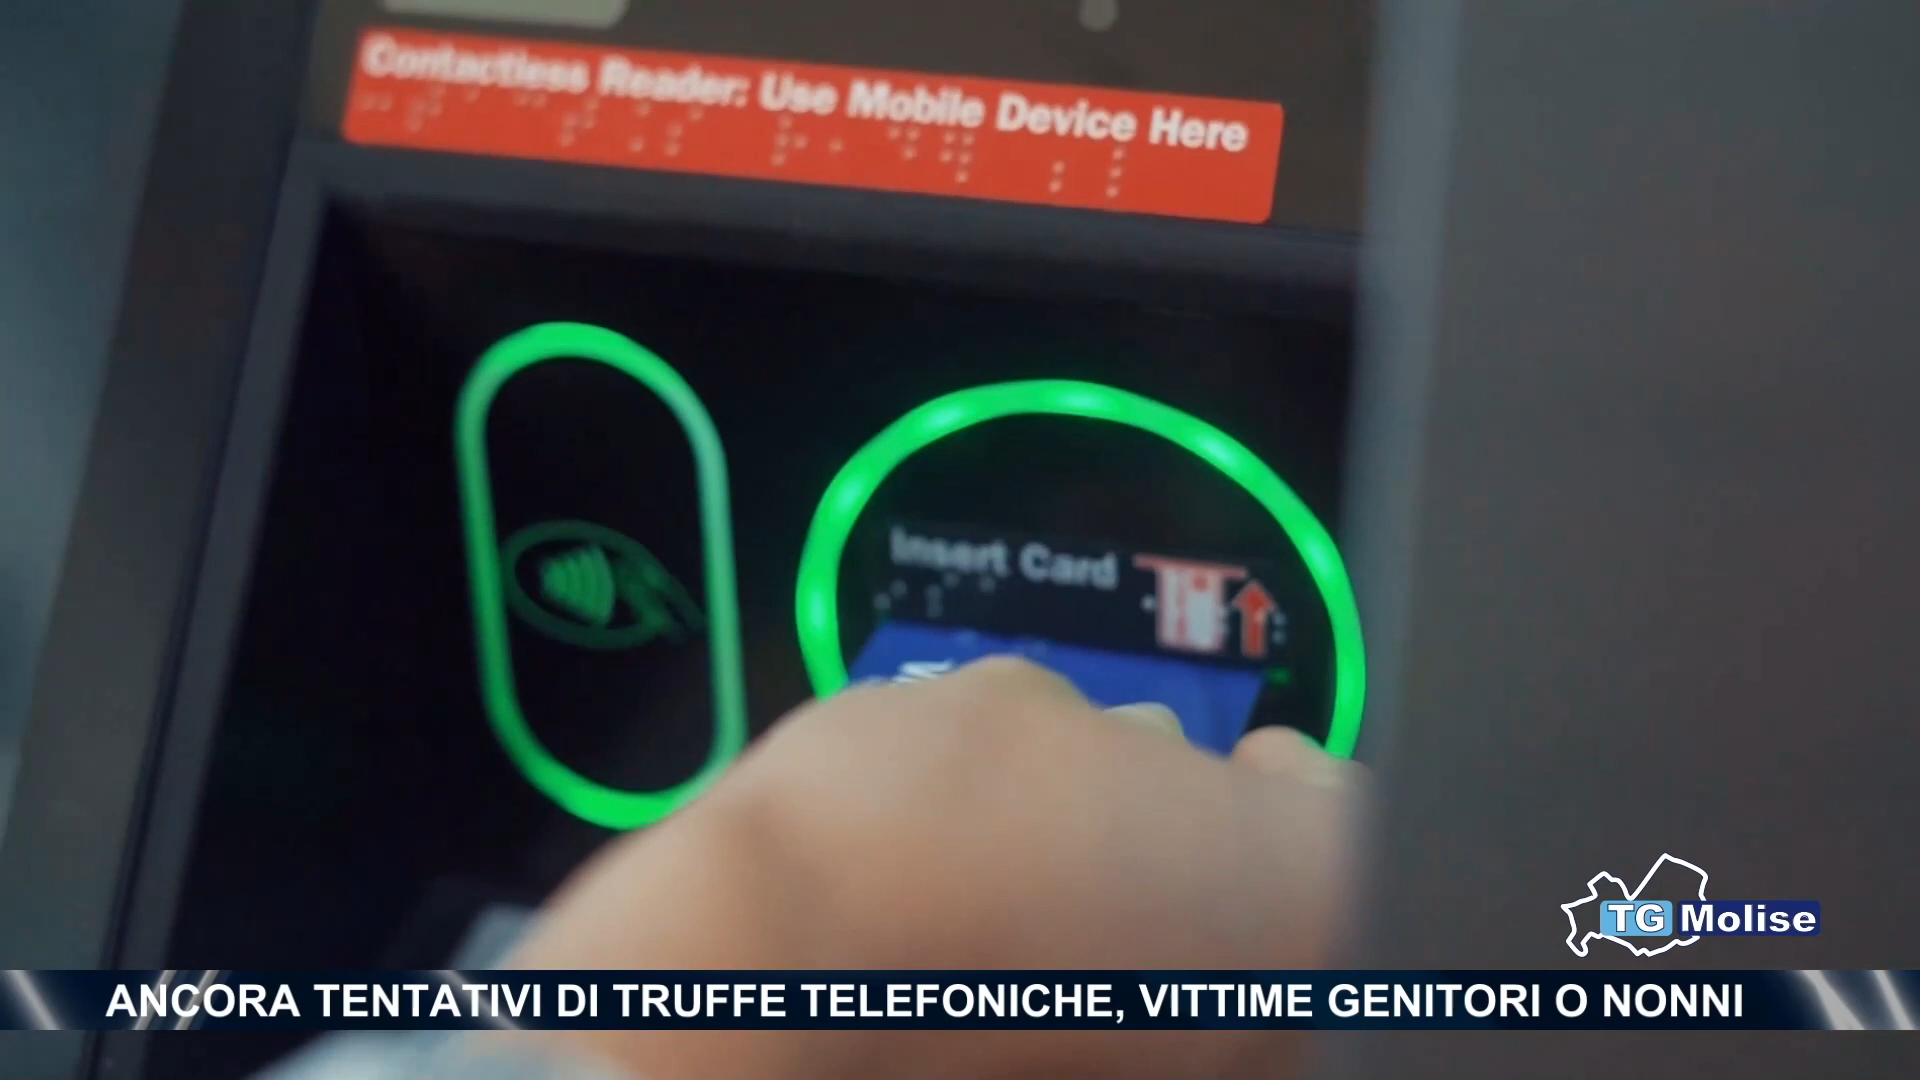 Contactless Reader: Use Mobile Device Here
Insert Card
TG Molise
ANCORA TENTATIVI DI TRUFFE TELEFONICHE, VITTIME GENITORI O NONNI